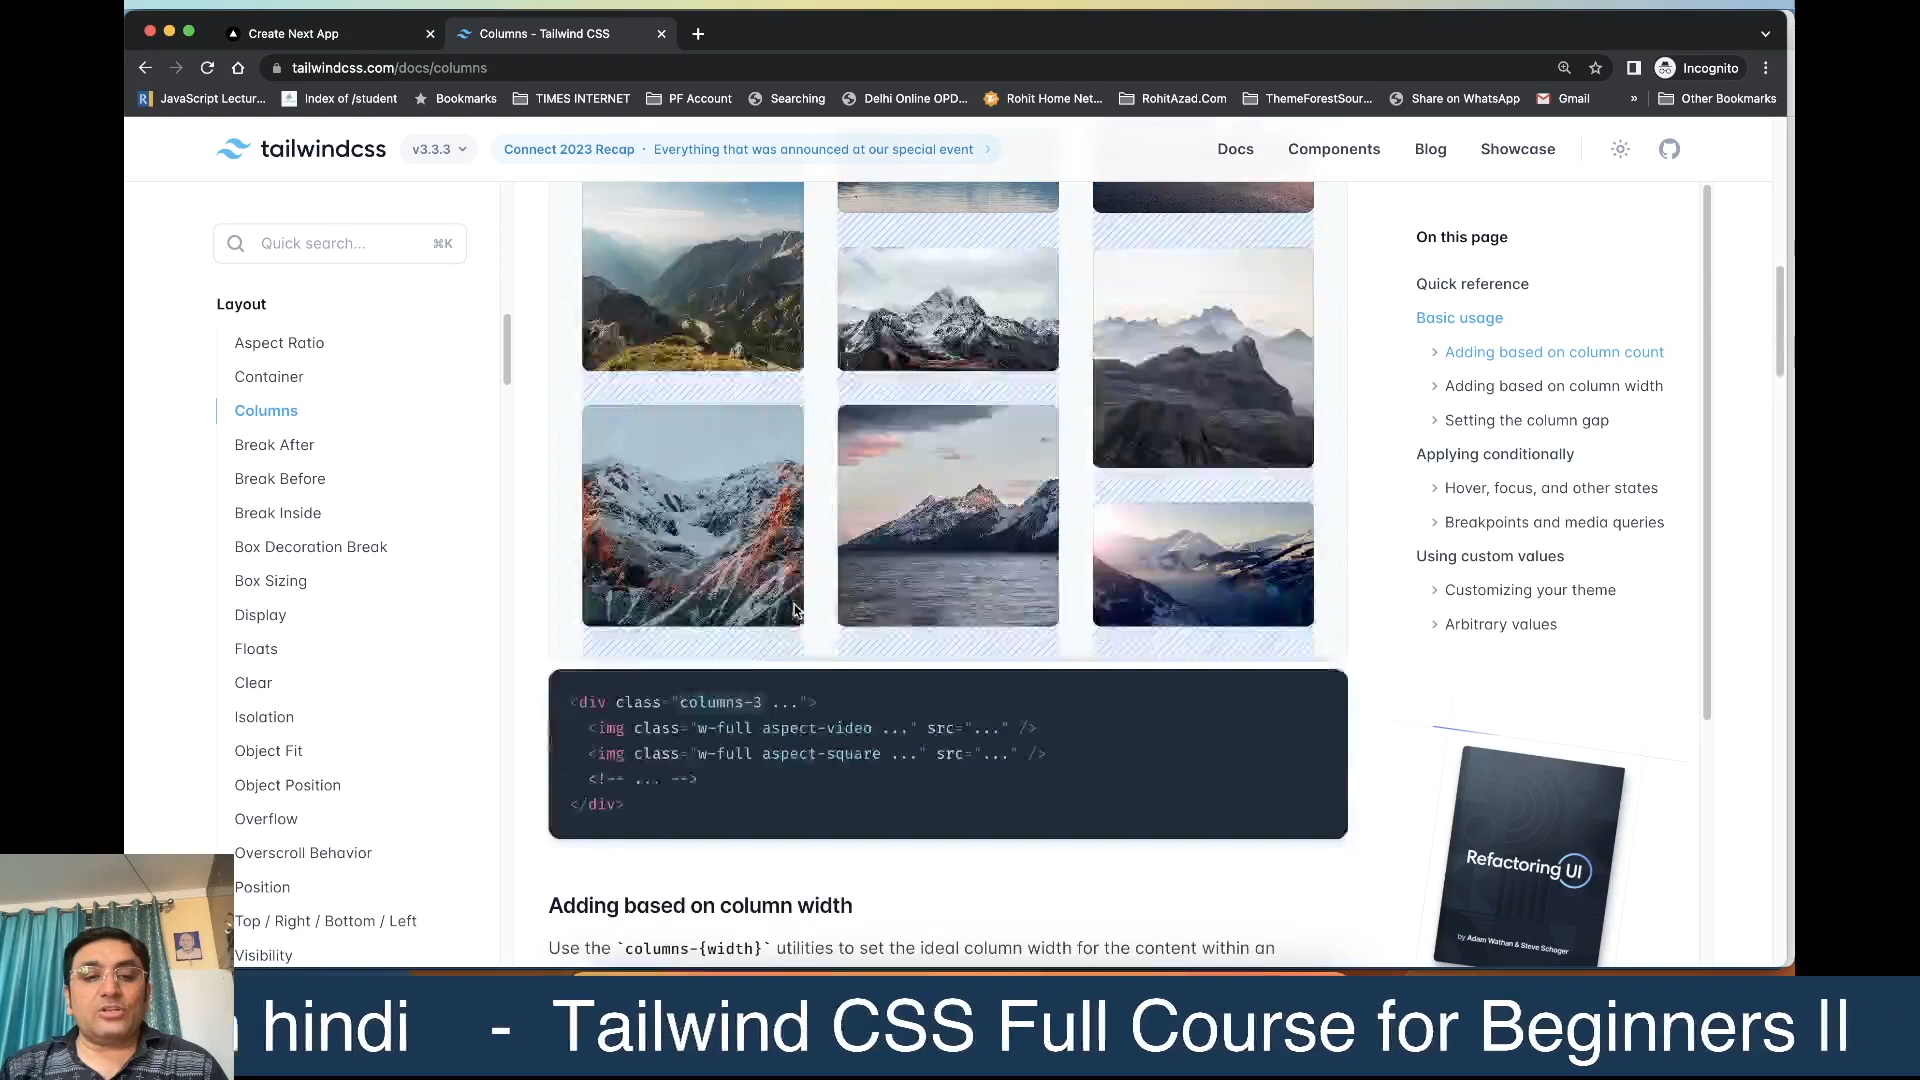 Create Next App
Columns - Tailwind CSS
tailwindcss.com/docs/columns
Incognito
JavaScript Lectur...
Index of /student
Bookmarks
TIMES INTERNET
PF Account
Searching
Delhi Online OPD...
Rohit Home Net...
RohitAzad.Com
ThemeForestSour...
Share on WhatsApp
Gmail
»
Other Bookmarks
tailwindcss
v3.3.3
Connect 2023 Recap · Everything that was announced at our special event
Docs
Components
Blog
Showcase
Quick search...
⌘K
Layout
Aspect Ratio
Container
Columns
Break After
Break Before
Break Inside
Box Decoration Break
Box Sizing
Display
Floats
Clear
Isolation
Object Fit
Object Position
Overflow
Overscroll Behavior
Position
Top / Right / Bottom / Left
Visibility
<div class="columns-3 ...">
<img class="w-full aspect-video ..." src="..." />
<img class="w-full aspect-square ..." src="..." />
<!-- ... -->
</div>
Adding based on column width
Use the `columns-{width}` utilities to set the ideal column width for the content within an
On this page
Quick reference
Basic usage
Adding based on column count
Adding based on column width
Setting the column gap
Applying conditionally
Hover, focus, and other states
Breakpoints and media queries
Using custom values
Customizing your theme
Arbitrary values
Refactoring UI
by Adam Wathan & Steve Schoger
hindi - Tailwind CSS Full Course for Beginners II